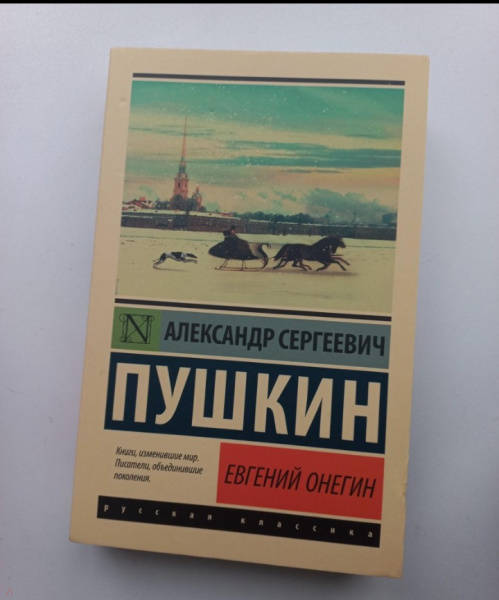 N
АЛЕКСАНДР СЕРГЕЕВИЧ
ПУШКИН
Книги, изменившие мир.
Писатели, объединившие
поколения.
ЕВГЕНИЙ ОНЕГИН
русская классика